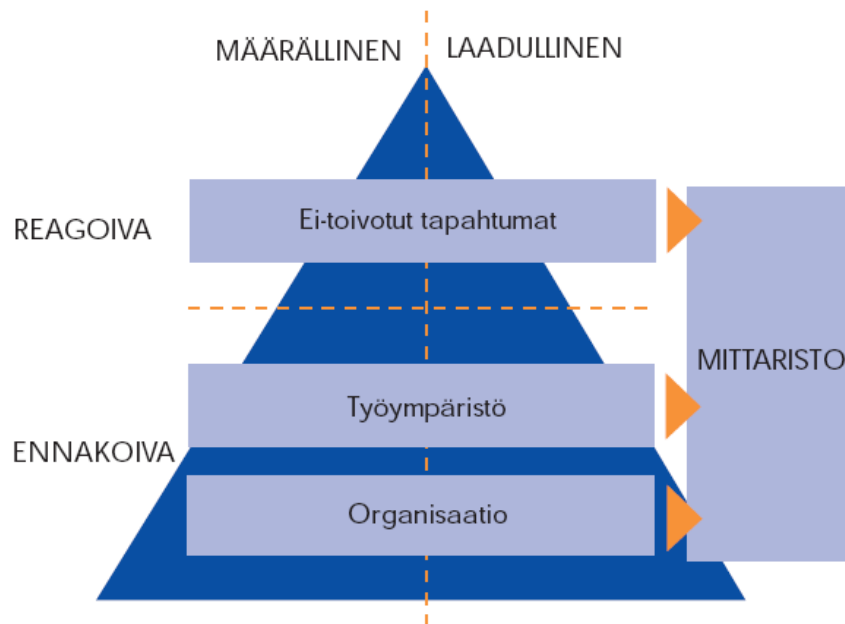 MÄÄRÄLLINEN
LAADULLINEN
REAGOIVA
Ei-toivotut tapahtumat
MITTARISTO
Työympäristö
ENNAKOIVA
Organisaatio